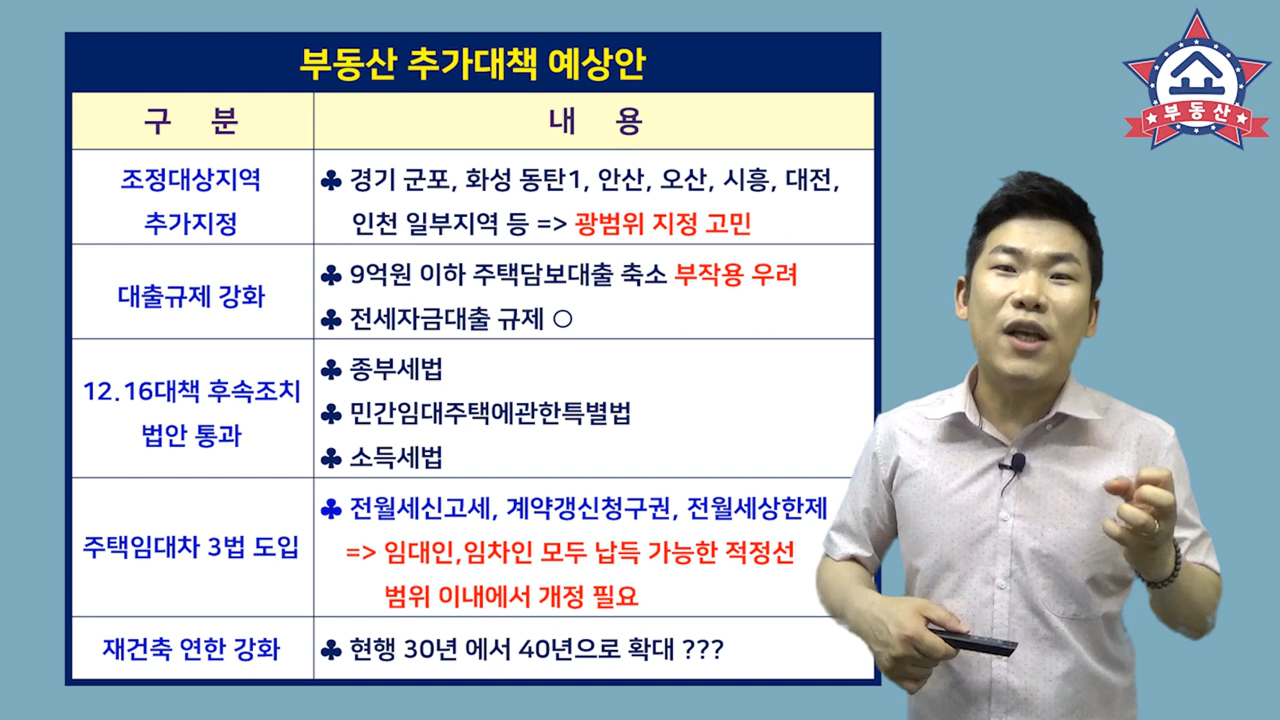 부동산 추가대책 예상안
구 분
내 용
조정대상지역
추가지정
♣ 경기 군포, 화성 동탄1, 안산, 오산, 시흥, 대전,
인천 일부지역 등 => 광범위 지정 고민
대출규제 강화
♣ 9억원 이하 주택담보대출 축소 부작용 우려
♣ 전세자금대출 규제 ○
12.16대책 후속조치
법안 통과
♣ 종부세법
♣ 민간임대주택에관한특별법
♣ 소득세법
주택임대차 3법 도입
♣ 전월세신고세, 계약갱신청구권, 전월세상한제
=> 임대인,임차인 모두 납득 가능한 적정선
범위 이내에서 개정 필요
재건축 연한 강화
♣ 현행 30년 에서 40년으로 확대 ???
부동산